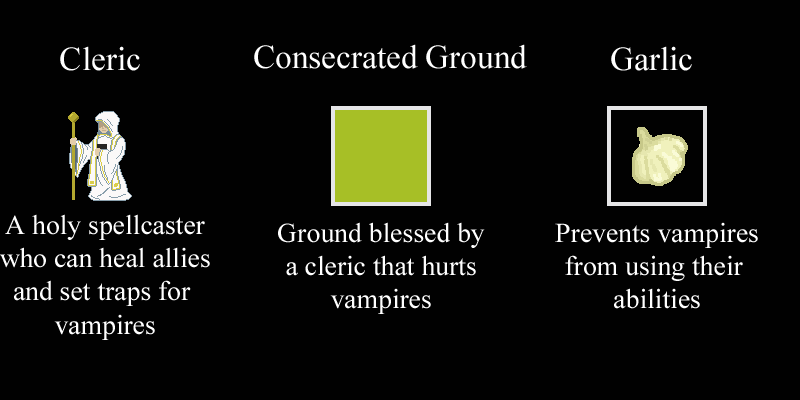 Cleric
A holy spellcaster
who can heal allies
and set traps for
vampires
Consecrated Ground
Ground blessed by
a cleric that hurts
vampires
Garlic
Prevents vampires
from using their
abilities